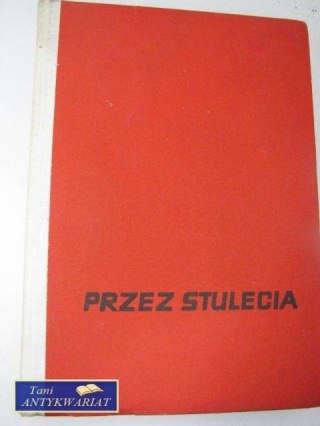 PRZEZ STULECIA
Tani
ANTYKWARIAT